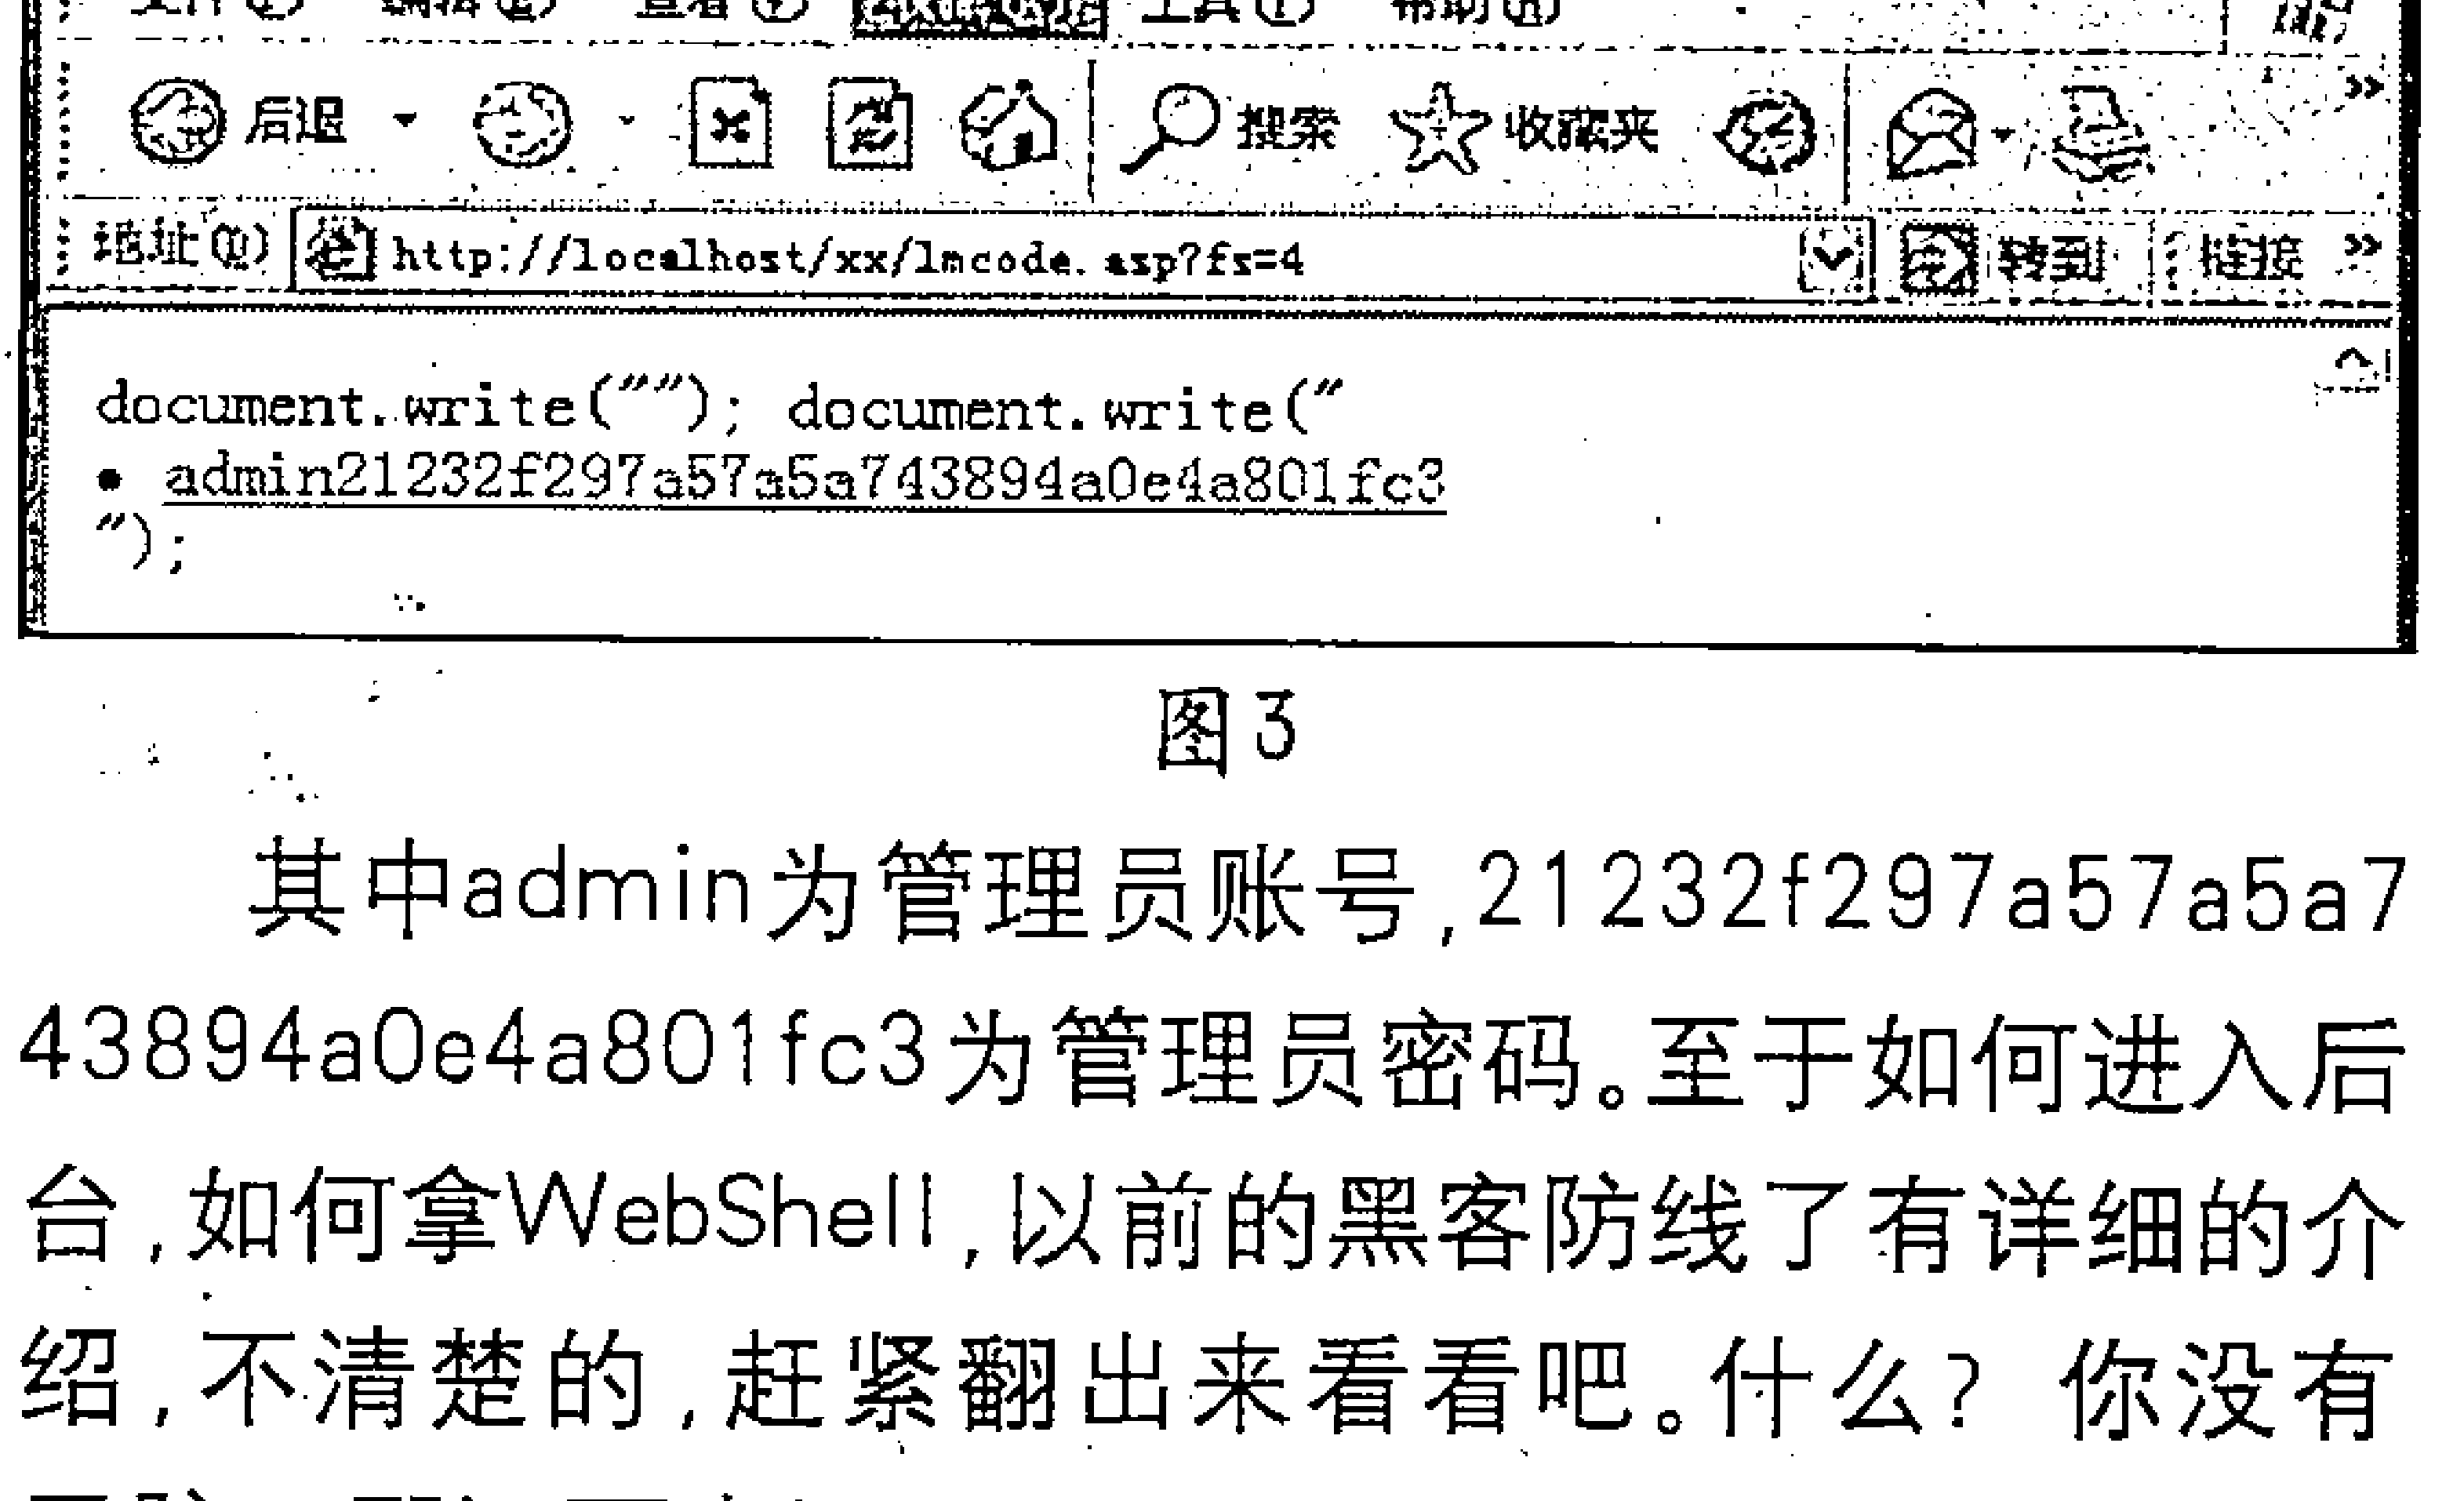 后退 搜索 收藏夹
地址(D) http://localhost/xx/lmcode.asp?fs=4 转到 链接
document.write(""); document.write("
• admin21232f297a57a5a743894a0e4a801fc3
");
图3
其中admin为管理员账号,21232f297a57a5a7
43894a0e4a801fc3为管理员密码。至于如何进入后
台,如何拿WebShell,以前的黑客防线了有详细的介
绍,不清楚的,赶紧翻出来看看吧。什么? 你没有